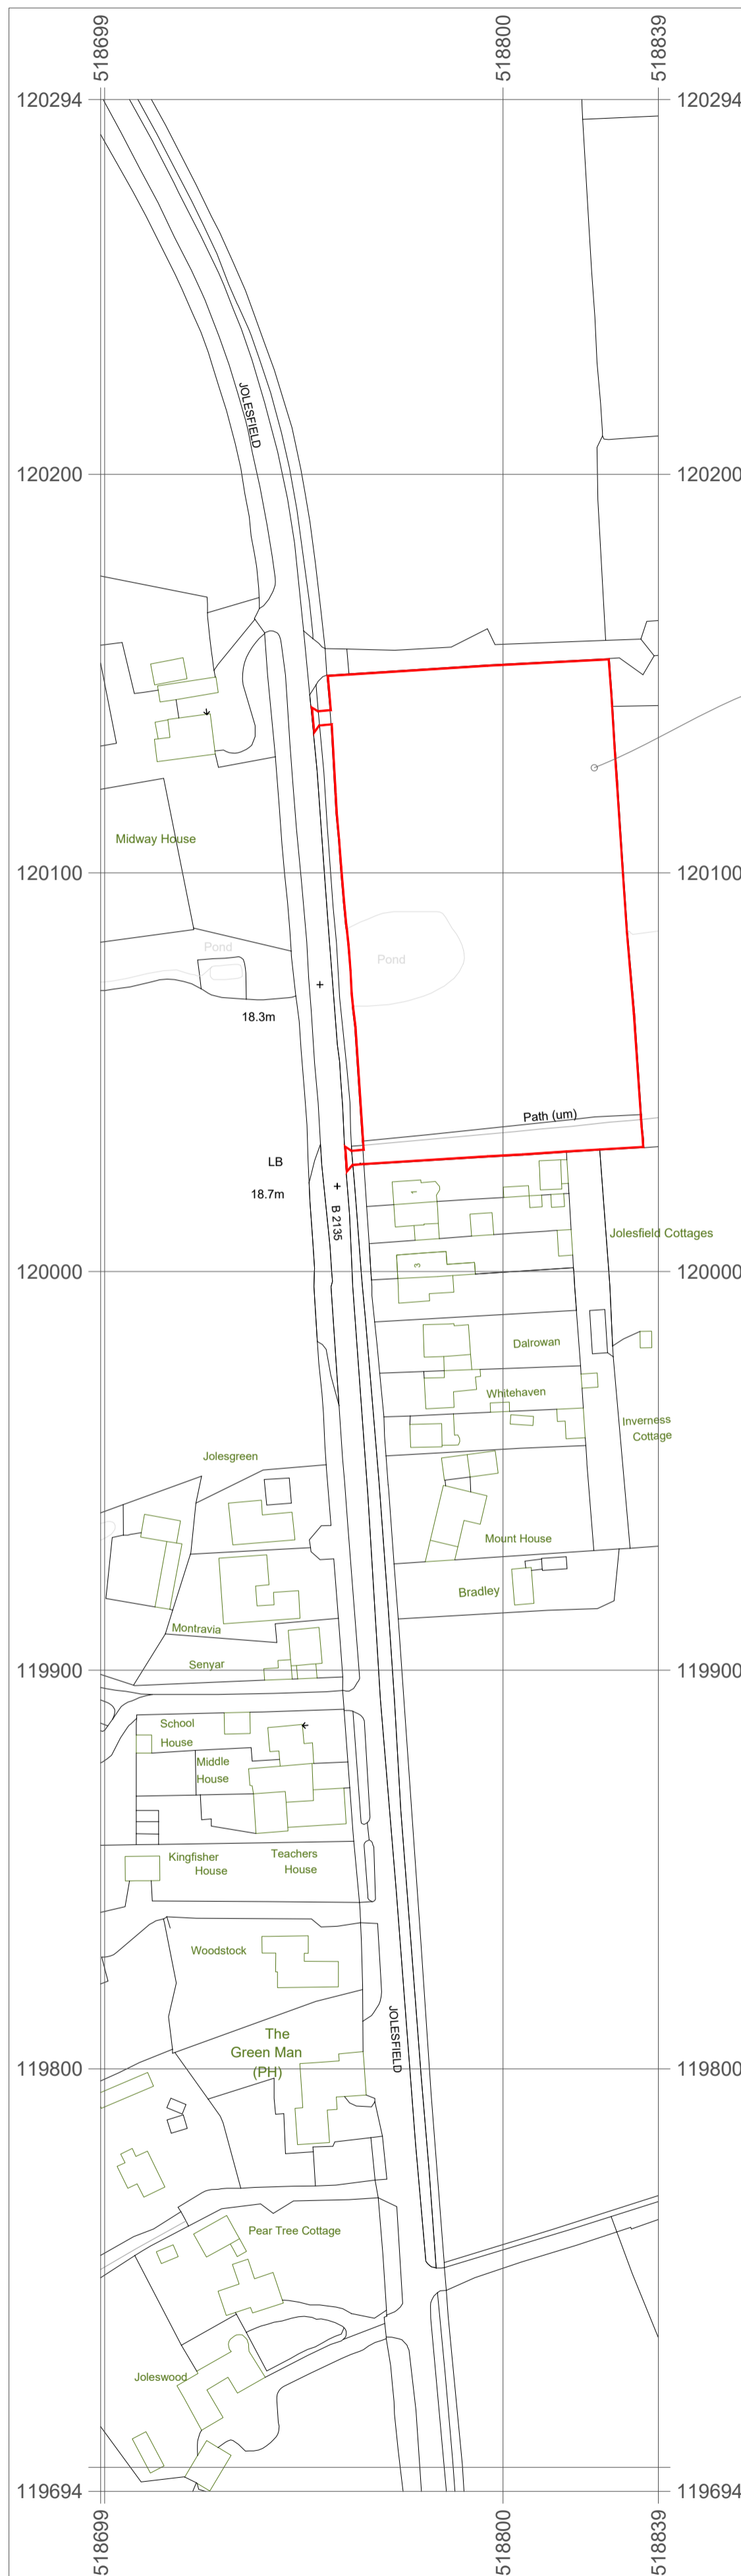 518699
518800
518839
120294
120294
JOLESFIELD
120200
120200
Midway House
120100
120100
Pond
Pond
18.3m
Path (um)
LB
18.7m
B 2135
1
Jolesfield Cottages
3
120000
120000
Dalrowan
Whitehaven
Inverness
Cottage
Jolesgreen
Mount House
Bradley
Montravia
Senyar
119900
119900
School
House
Middle
House
Kingfisher
House
Teachers
House
Woodstock
JOLESFIELD
The
Green Man
(PH)
119800
119800
Pear Tree Cottage
Joleswood
119694
119694
518699
518800
518839